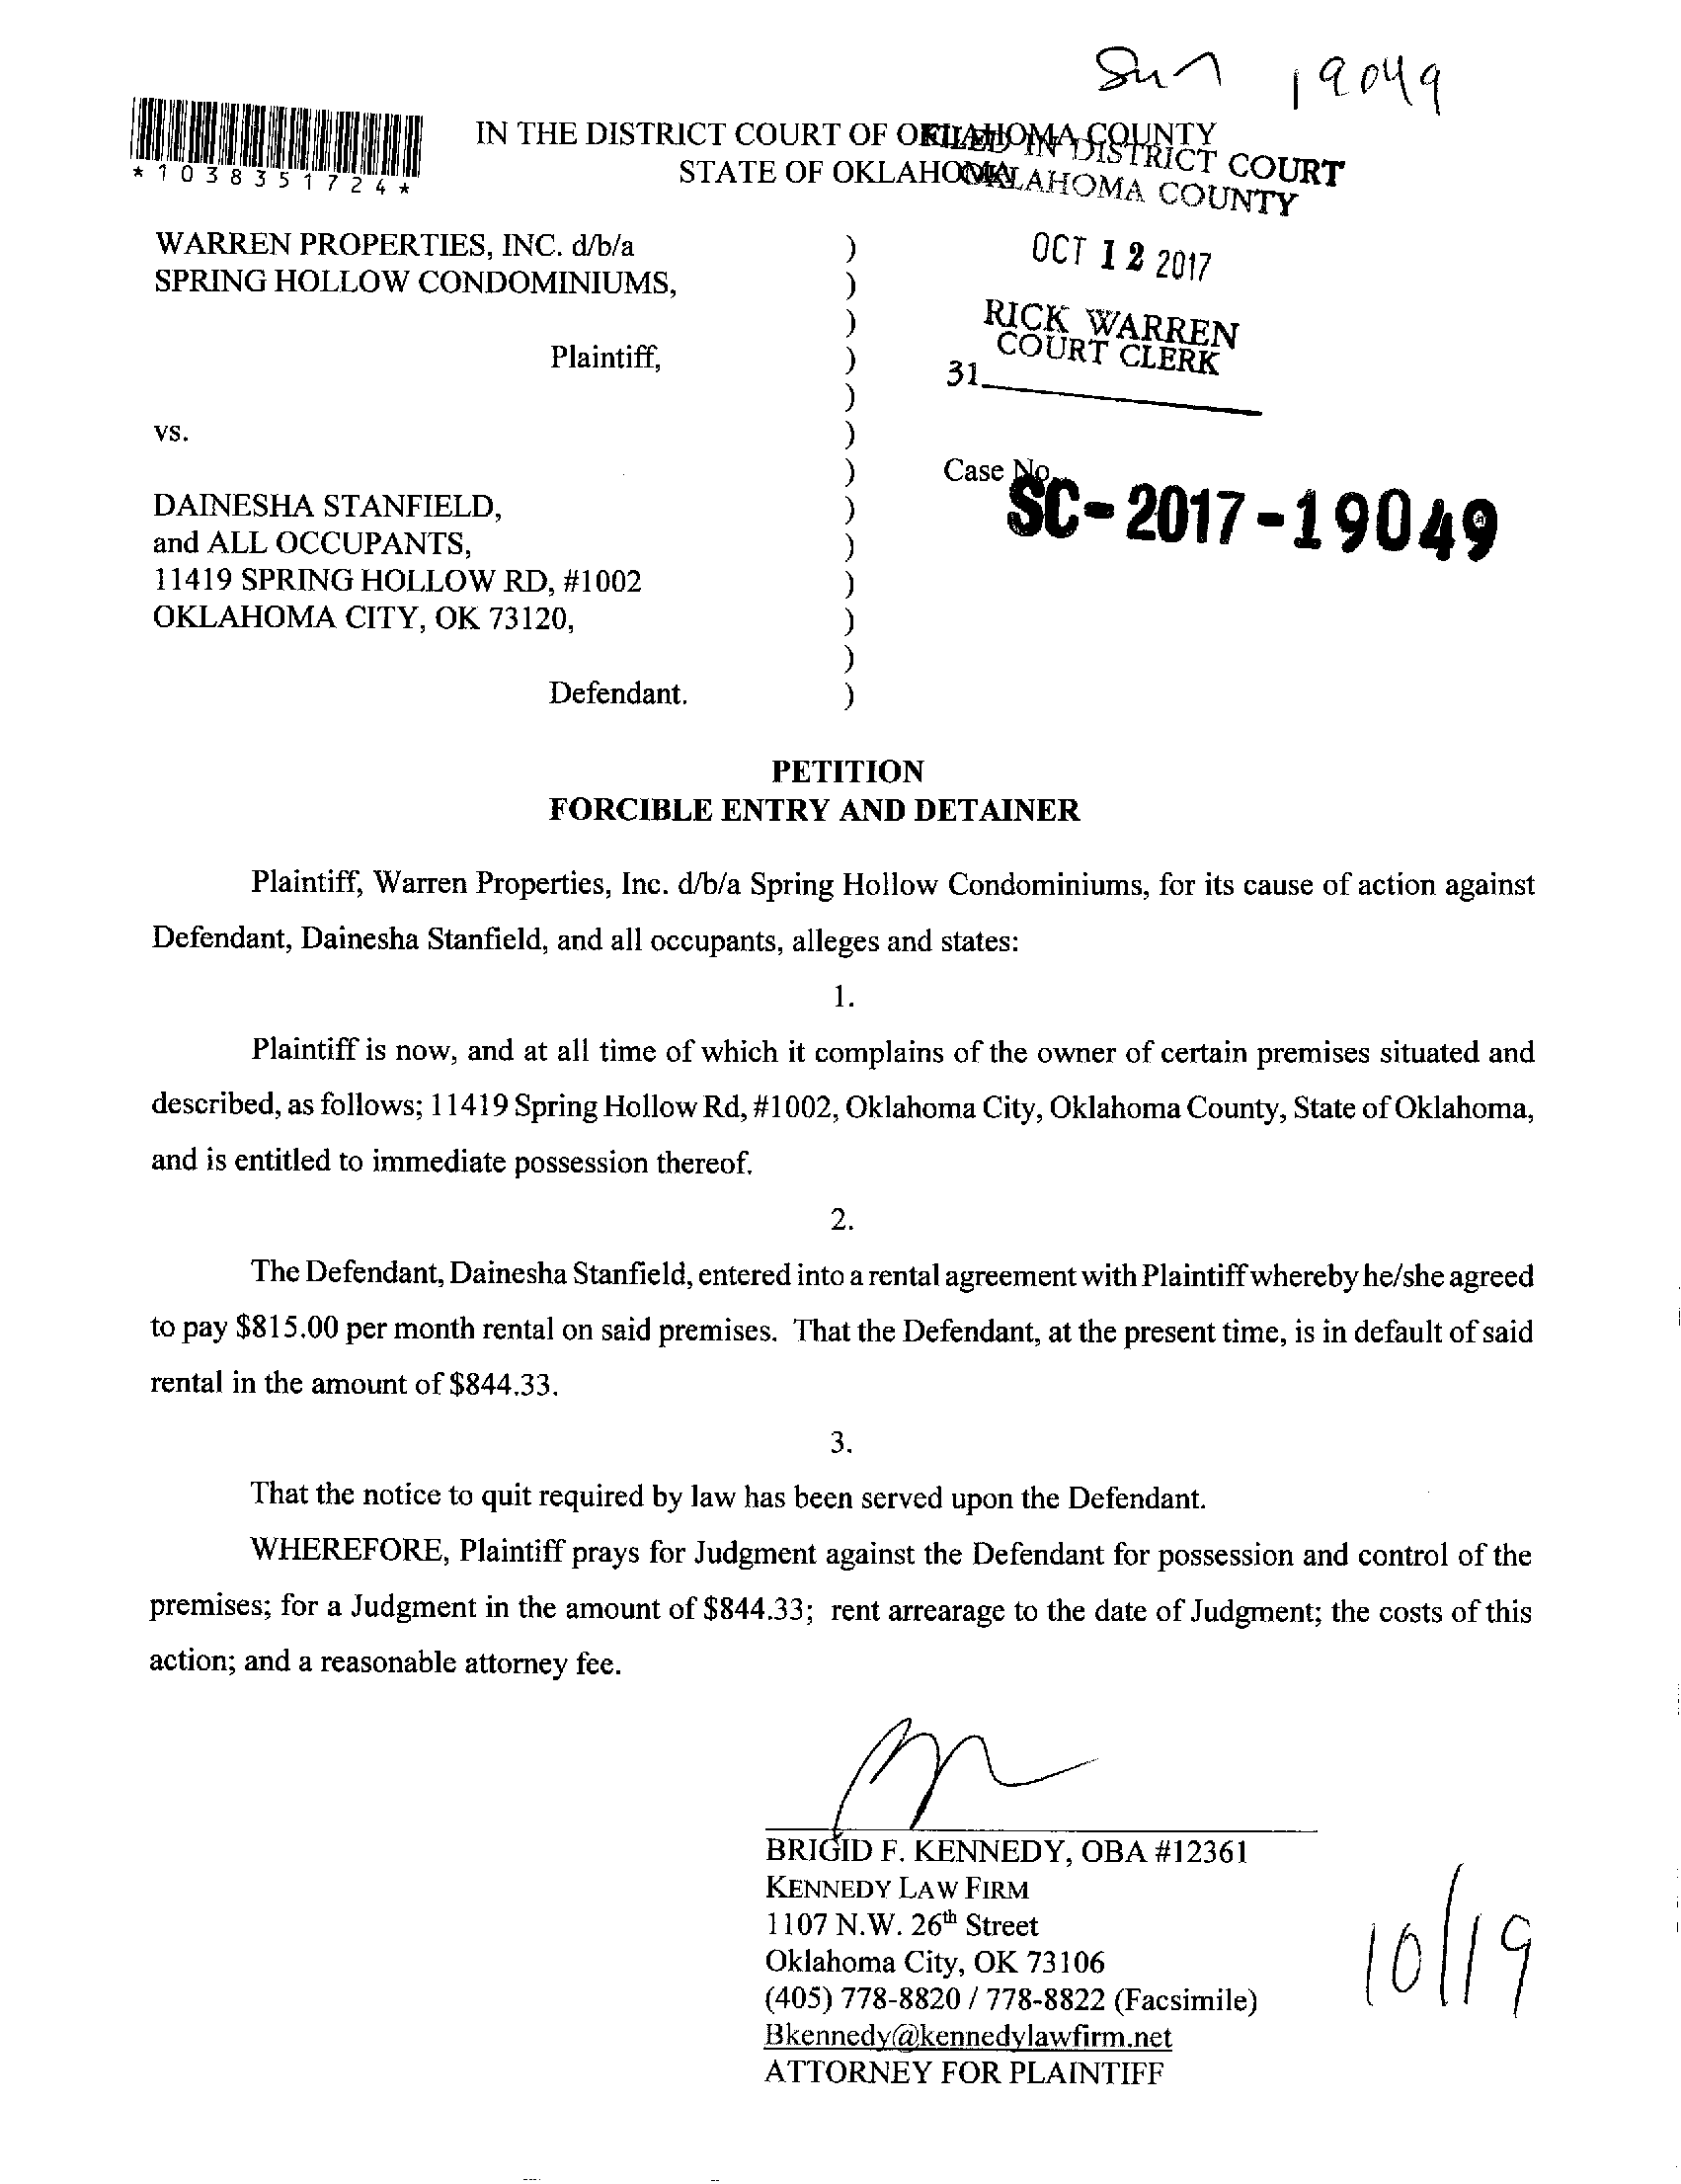 19049
*1038351724*
IN THE DISTRICT COURT OF OKLAHOMA COUNTY
STATE OF OKLAHOMA
FILED IN DISTRICT COURT
OKLAHOMA COUNTY
OCT 12 2017
RICK WARREN
COURT CLERK
31
WARREN PROPERTIES, INC. d/b/a
SPRING HOLLOW CONDOMINIUMS,
Plaintiff,
vs.
Case No.
SC-2017-19049
DAINESHA STANFIELD,
and ALL OCCUPANTS,
11419 SPRING HOLLOW RD, #1002
OKLAHOMA CITY, OK 73120,
Defendant.
)
)
)
)
)
)
)
)
)
)
)
)
)
PETITION
FORCIBLE ENTRY AND DETAINER
Plaintiff, Warren Properties, Inc. d/b/a Spring Hollow Condominiums, for its cause of action against
Defendant, Dainesha Stanfield, and all occupants, alleges and states:
1.
Plaintiff is now, and at all time of which it complains of the owner of certain premises situated and
described, as follows; 11419 Spring Hollow Rd, #1002, Oklahoma City, Oklahoma County, State of Oklahoma,
and is entitled to immediate possession thereof.
2.
The Defendant, Dainesha Stanfield, entered into a rental agreement with Plaintiff whereby he/she agreed
to pay $815.00 per month rental on said premises. That the Defendant, at the present time, is in default of said
rental in the amount of $844.33.
3.
That the notice to quit required by law has been served upon the Defendant.
WHEREFORE, Plaintiff prays for Judgment against the Defendant for possession and control of the
premises; for a Judgment in the amount of $844.33; rent arrearage to the date of Judgment; the costs of this
action; and a reasonable attorney fee.
BRIGID F. KENNEDY, OBA #12361
KENNEDY LAW FIRM
1107 N.W. 26th Street
Oklahoma City, OK 73106
(405) 778-8820 / 778-8822 (Facsimile)
Bkennedy@kennedylawfirm.net
ATTORNEY FOR PLAINTIFF
10/19